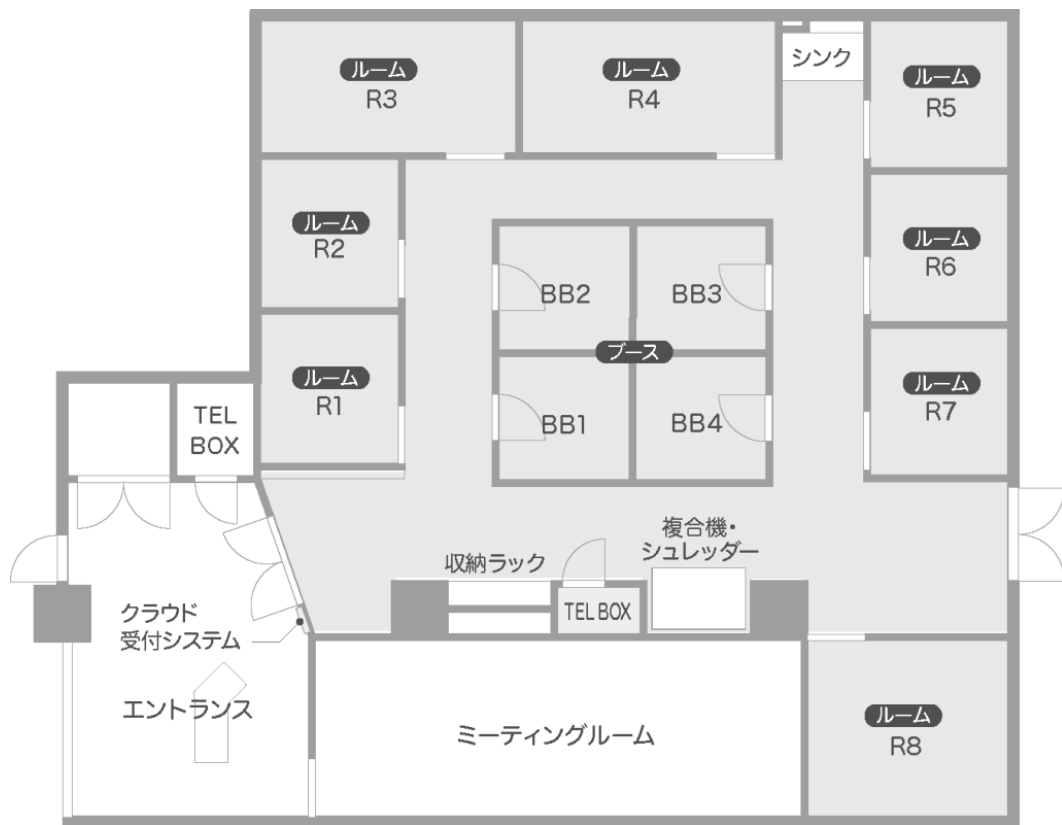 ルーム
R3
ルーム
R4
シンク
ルーム
R5
ルーム
R2
ルーム
R6
BB2
BB3
ブース
ルーム
R1
ルーム
R7
BB1
BB4
TEL
BOX
複合機・
シュレッダー
収納ラック
TEL BOX
クラウド
受付システム
エントランス
ミーティングルーム
ルーム
R8